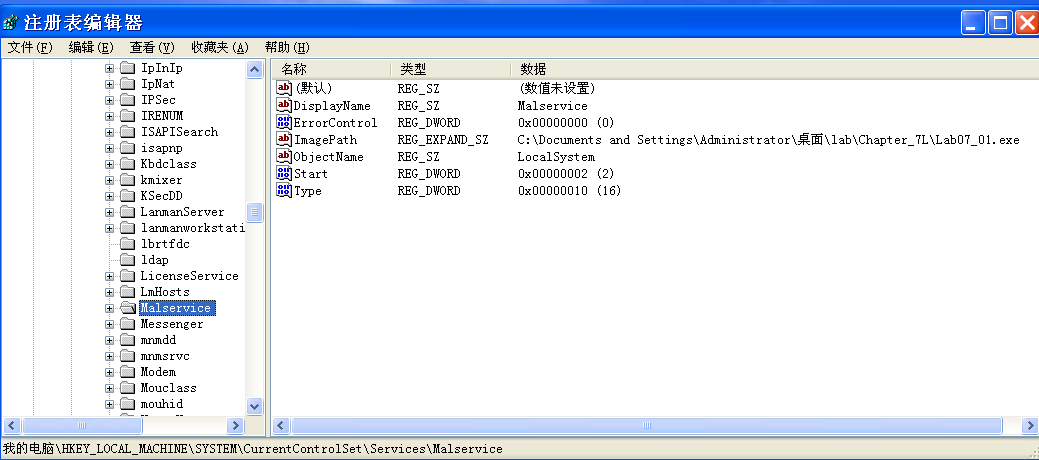 注册表编辑器
文件(F) 编辑(E) 查看(V) 收藏夹(A) 帮助(H)
IpInIp
IpNat
IPSec
IRENUM
ISAPISearch
isapnp
Kbdclass
kmixer
KSecDD
LanmanServer
lanmanworkstati
lbrtfdc
ldap
LicenseService
LmHosts
Malservice
Messenger
mnmdd
mnmsrvc
Modem
Mouclass
mouhid
名称 类型 数据
(默认) REG_SZ (数值未设置)
DisplayName REG_SZ Malservice
ErrorControl REG_DWORD 0x00000000 (0)
ImagePath REG_EXPAND_SZ C:\Documents and Settings\Administrator\桌面\lab\Chapter_7L\Lab07_01.exe
ObjectName REG_SZ LocalSystem
Start REG_DWORD 0x00000002 (2)
Type REG_DWORD 0x00000010 (16)
我的电脑\HKEY_LOCAL_MACHINE\SYSTEM\CurrentControlSet\Services\Malservice